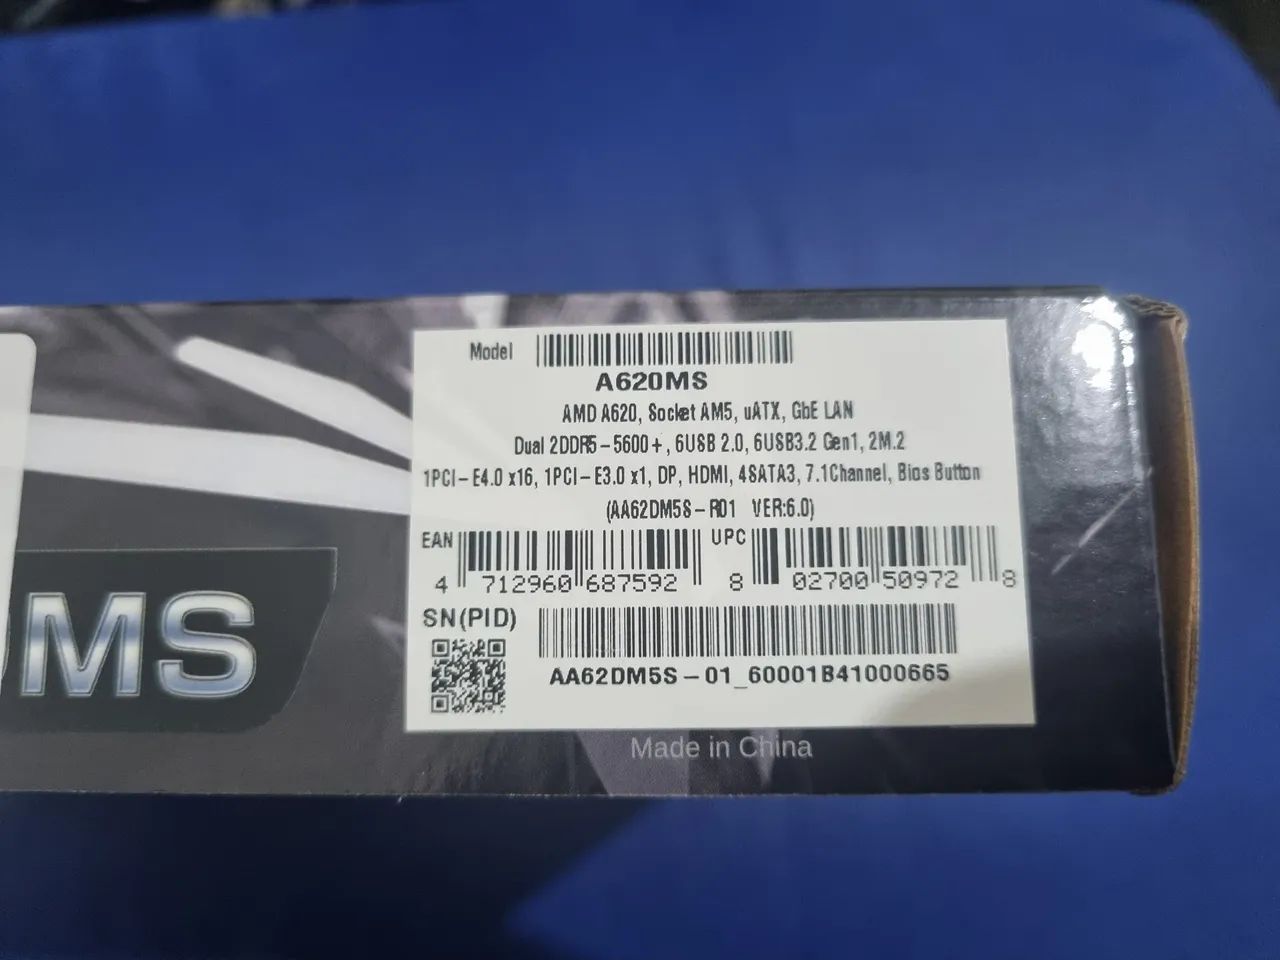 Model
A620MS
AMD A620, Socket AM5, uATX, GbE LAN
Dual 2DDR5-5600+, 6USB 2.0, 6USB3.2 Gen1, 2M.2
1PCI-E4.0 x16, 1PCI-E3.0 x1, DP, HDMI, 4SATA3, 7.1Channel, Bios Button
(AA62DM5S-R01 VER:6.0)
EAN UPC
4 712960 687592 8 02700 50972 8
SN(PID)
AA62DM5S-01_60001B41000665
MS
Made in China